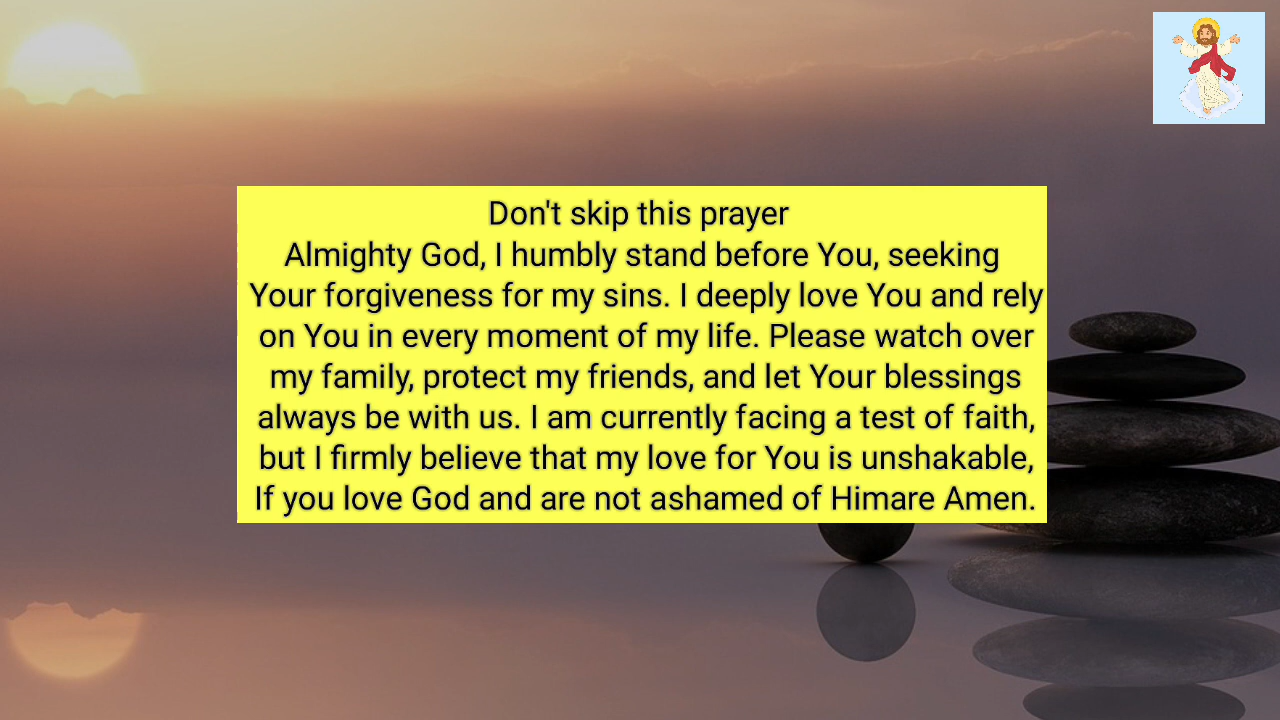 Don't skip this prayer
Almighty God, I humbly stand before You, seeking
Your forgiveness for my sins. I deeply love You and rely
on You in every moment of my life. Please watch over
my family, protect my friends, and let Your blessings
always be with us. I am currently facing a test of faith,
but I firmly believe that my love for You is unshakable,
If you love God and are not ashamed of Himare Amen.